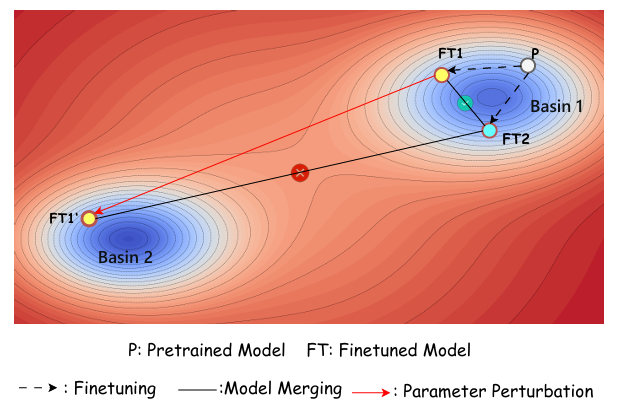 FT1
P
Basin 1
FT2
FT1'
Basin 2
P: Pretrained Model FT: Finetuned Model
: Finetuning :Model Merging : Parameter Perturbation